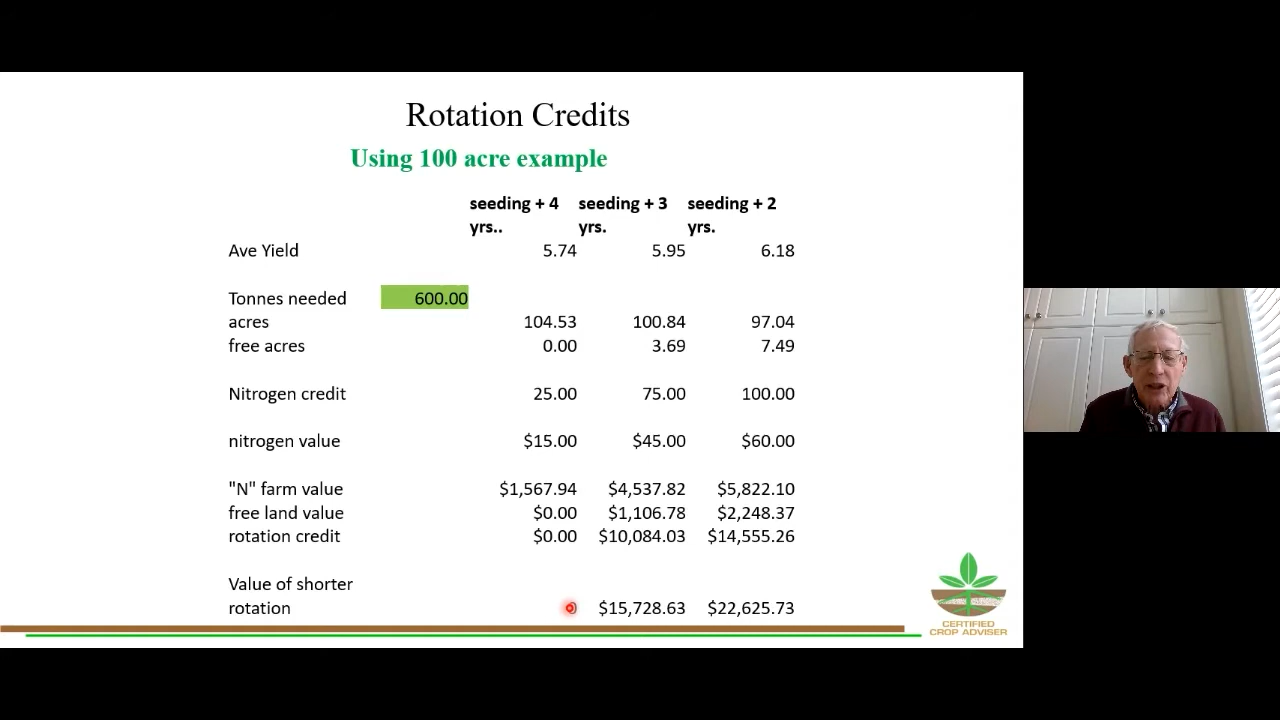 Rotation Credits
Using 100 acre example
seeding + 4 yrs.. seeding + 3 yrs. seeding + 2 yrs.
Ave Yield 5.74 5.95 6.18
Tonnes needed 600.00
acres 104.53 100.84 97.04
free acres 0.00 3.69 7.49
Nitrogen credit 25.00 75.00 100.00
nitrogen value $15.00 $45.00 $60.00
"N" farm value $1,567.94 $4,537.82 $5,822.10
free land value $0.00 $1,106.78 $2,248.37
rotation credit $0.00 $10,084.03 $14,555.26
Value of shorter
rotation 0 $15,728.63 $22,625.73
CERTIFIED
CROP ADVISER